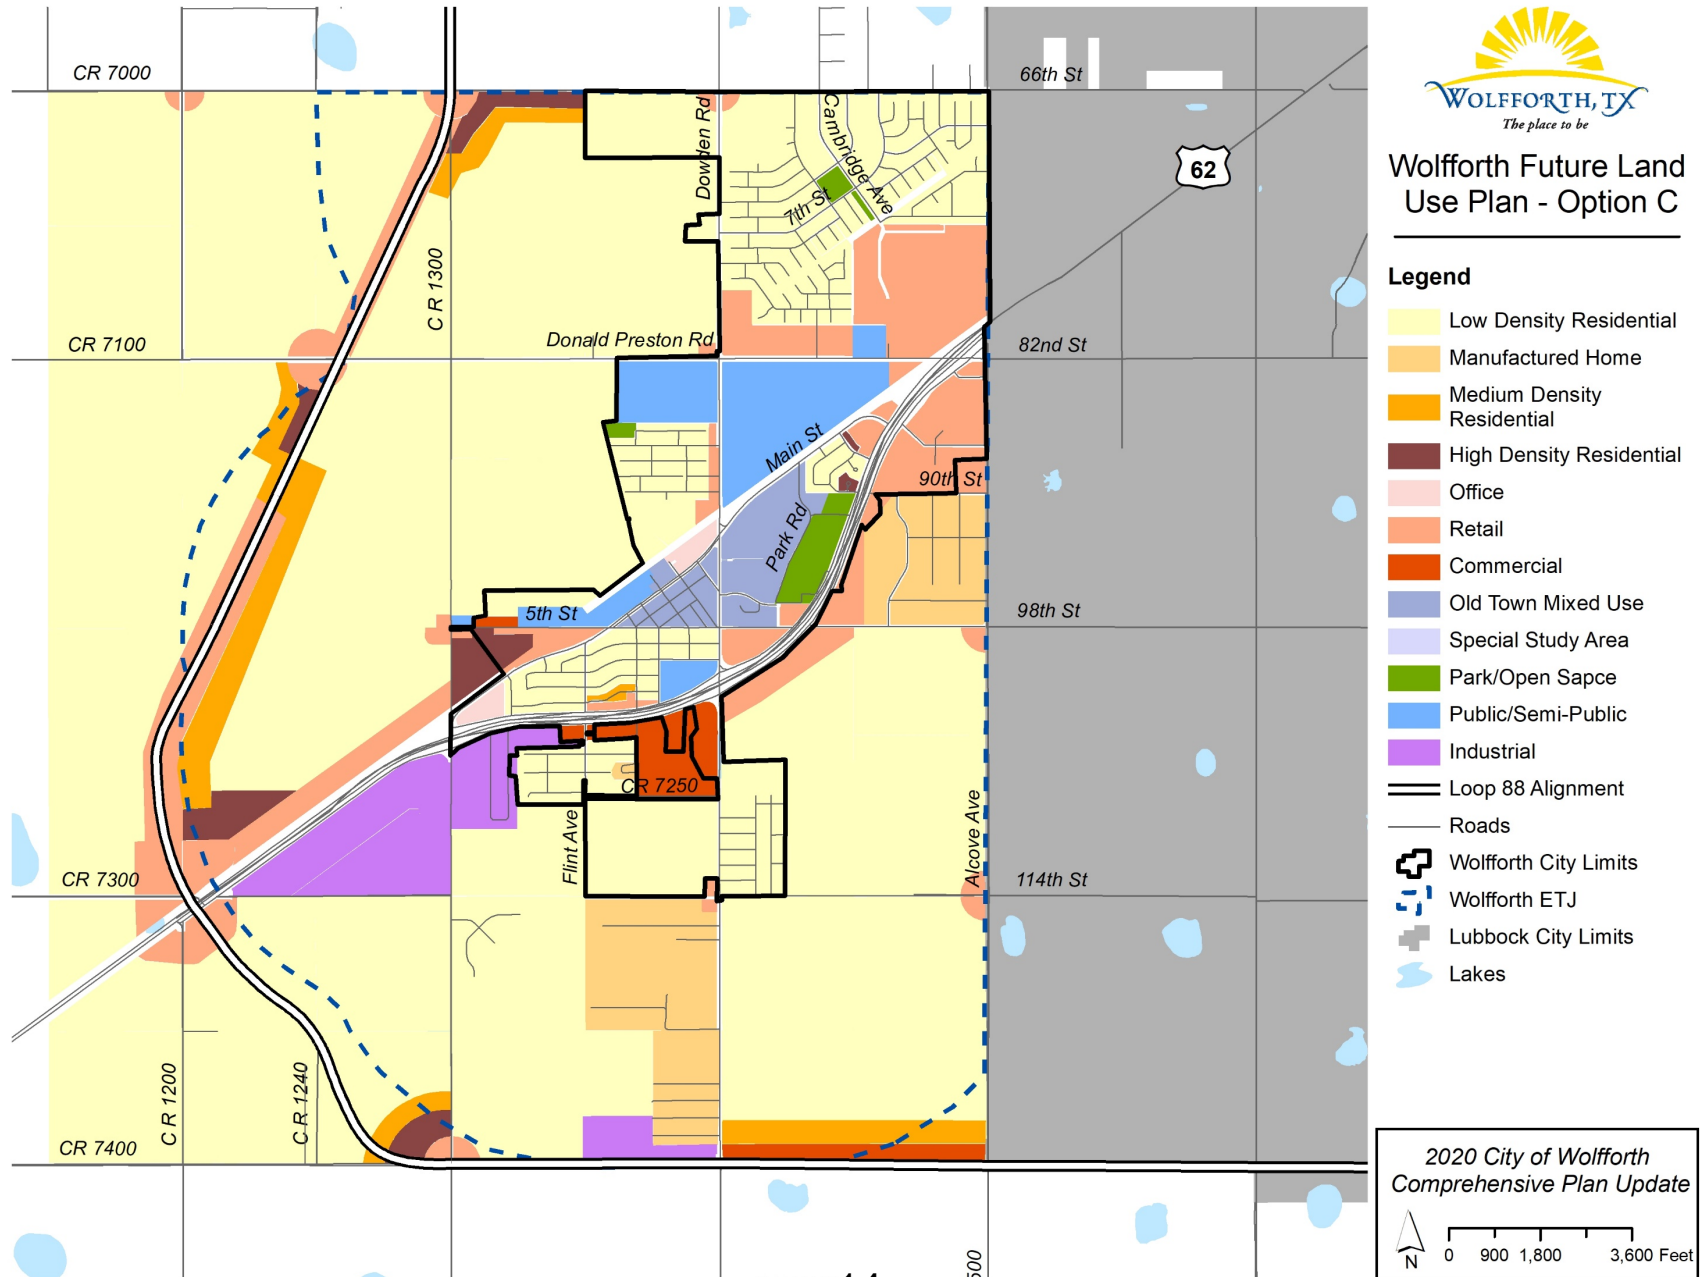 CR 7000
66th St
Dowden Rd
Cambridge Ave
7th St
62
C R 1300
CR 7100
Donald Preston Rd
82nd St
Main St
90th St
Park Rd
5th St
98th St
CR 7250
Flint Ave
Alcove Ave
CR 7300
114th St
C R 1200
C R 1240
CR 7400
WOLFFORTH, TX
The place to be
Wolfforth Future Land
Use Plan - Option C
Legend
Low Density Residential
Manufactured Home
Medium Density
Residential
High Density Residential
Office
Retail
Commercial
Old Town Mixed Use
Special Study Area
Park/Open Sapce
Public/Semi-Public
Industrial
Loop 88 Alignment
Roads
Wolfforth City Limits
Wolfforth ETJ
Lubbock City Limits
Lakes
2020 City of Wolfforth
Comprehensive Plan Update
N
0 900 1,800 3,600 Feet